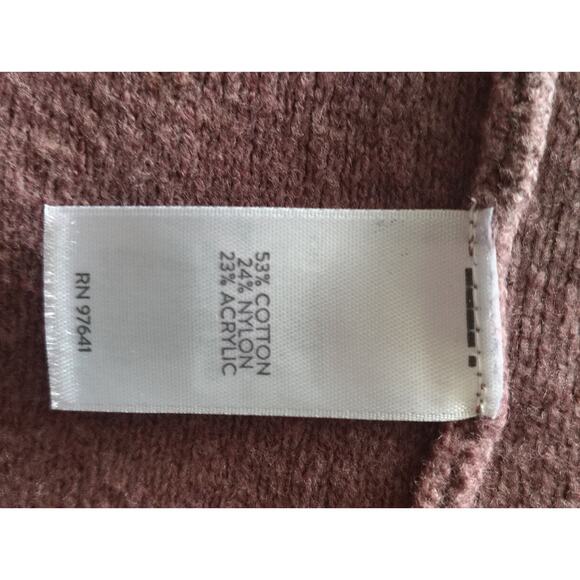 53% COTTON
24% NYLON
23% ACRYLIC
RN 97641